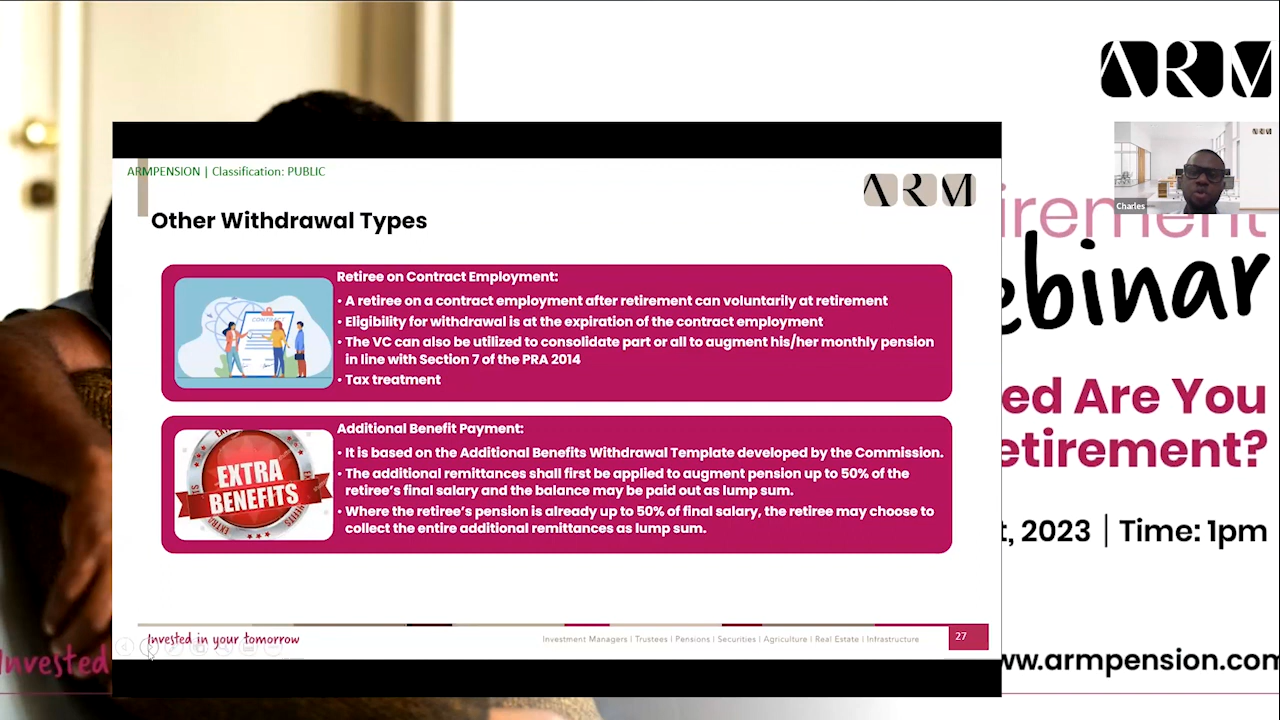 ARM
Charles
irement
ebinar
ed Are You
etirement?
t, 2023 | Time: 1pm
ww.armpension.com
Invested
ARMPENSION | Classification: PUBLIC
ARM
Other Withdrawal Types
Retiree on Contract Employment:
• A retiree on a contract employment after retirement can voluntarily at retirement
• Eligibility for withdrawal is at the expiration of the contract employment
• The VC can also be utilized to consolidate part or all to augment his/her monthly pension
in line with Section 7 of the PRA 2014
• Tax treatment
CONTRACT
Additional Benefit Payment:
• It is based on the Additional Benefits Withdrawal Template developed by the Commission.
• The additional remittances shall first be applied to augment pension up to 50% of the
retiree's final salary and the balance may be paid out as lump sum.
• Where the retiree's pension is already up to 50% of final salary, the retiree may choose to
collect the entire additional remittances as lump sum.
EXTRA
BENEFITS
Invested in your tomorrow
Investment Managers | Trustees | Pensions | Securities | Agriculture | Real Estate | Infrastructure
27